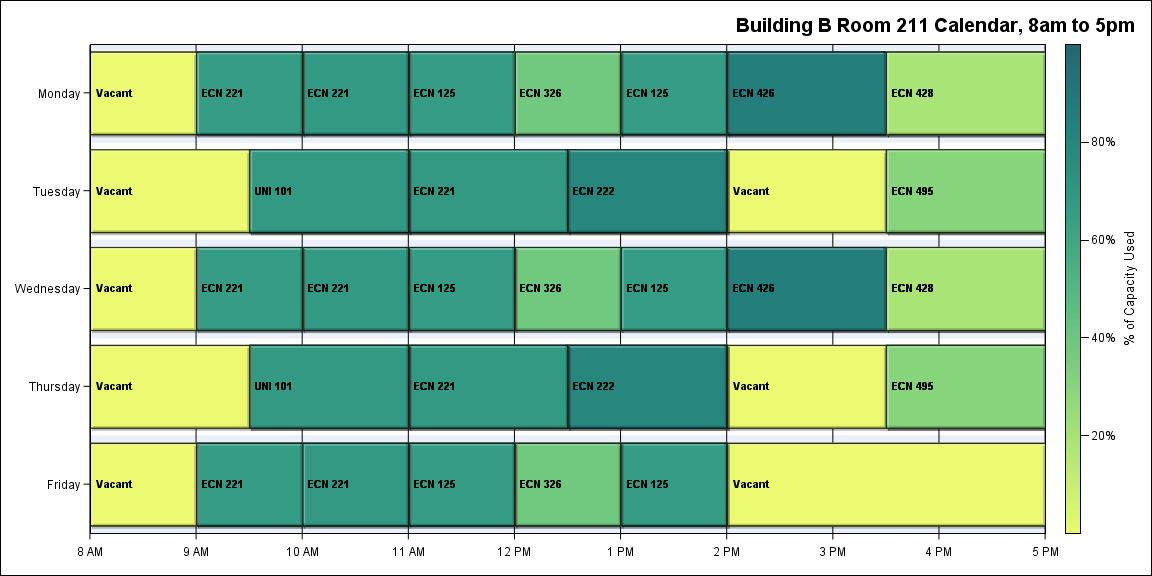 Building B Room 211 Calendar, 8am to 5pm
Monday
Vacant
ECN 221
ECN 221
ECN 125
ECN 326
ECN 125
ECN 426
ECN 428
Tuesday
Vacant
UNI 101
ECN 221
ECN 222
Vacant
ECN 495
Wednesday
Vacant
ECN 221
ECN 221
ECN 125
ECN 326
ECN 125
ECN 426
ECN 428
Thursday
Vacant
UNI 101
ECN 221
ECN 222
Vacant
ECN 495
Friday
Vacant
ECN 221
ECN 221
ECN 125
ECN 326
ECN 125
Vacant
8 AM
9 AM
10 AM
11 AM
12 PM
1 PM
2 PM
3 PM
4 PM
5 PM
80%
60%
40%
20%
% of Capacity Used